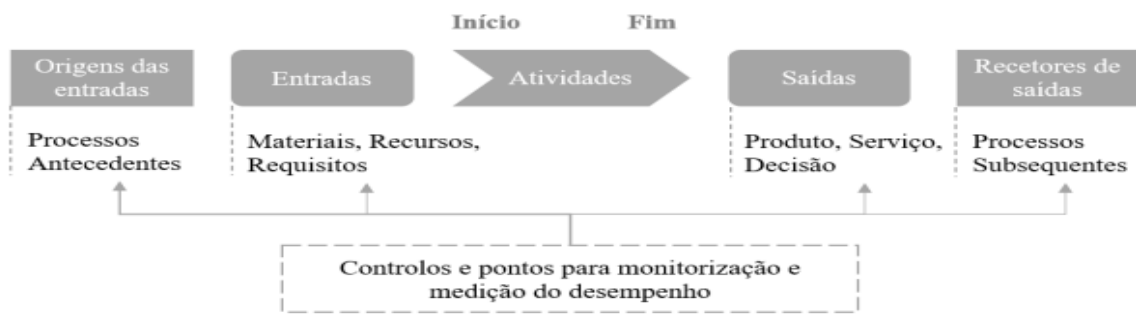 Início
Fim
Origens das
entradas
Entradas
Atividades
Saídas
Recetores de
saídas
Processos
Antecedentes
Materiais, Recursos,
Requisitos
Produto, Serviço,
Decisão
Processos
Subsequentes
Controlos e pontos para monitorização e
medição do desempenho